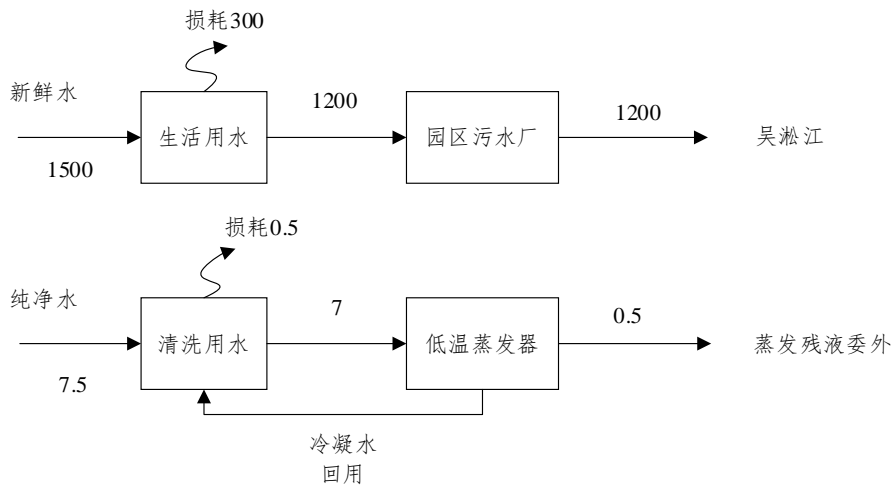 损耗300
新鲜水
1500
生活用水
1200
园区污水厂
1200
吴淞江
损耗0.5
纯净水
7.5
清洗用水
7
低温蒸发器
0.5
蒸发残液委外
冷凝水
回用